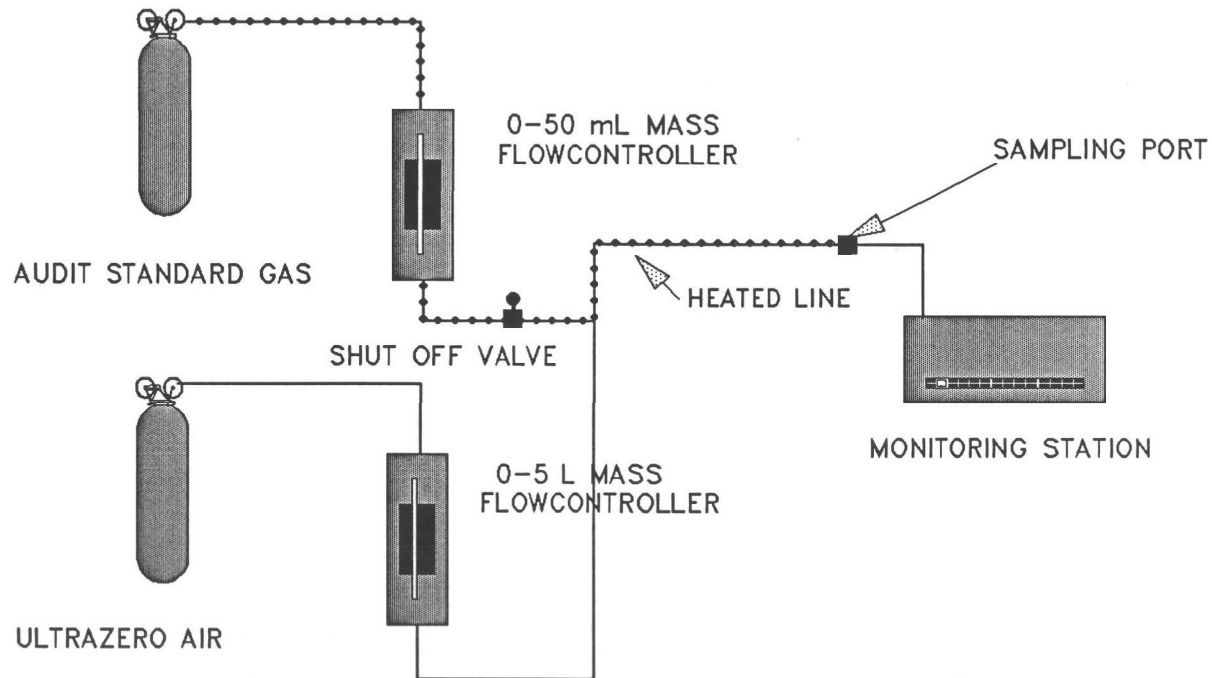 0-50 mL MASS
FLOWCONTROLLER
SAMPLING PORT
AUDIT STANDARD GAS
HEATED LINE
SHUT OFF VALVE
MONITORING STATION
0-5 L MASS
FLOWCONTROLLER
ULTRAZERO AIR